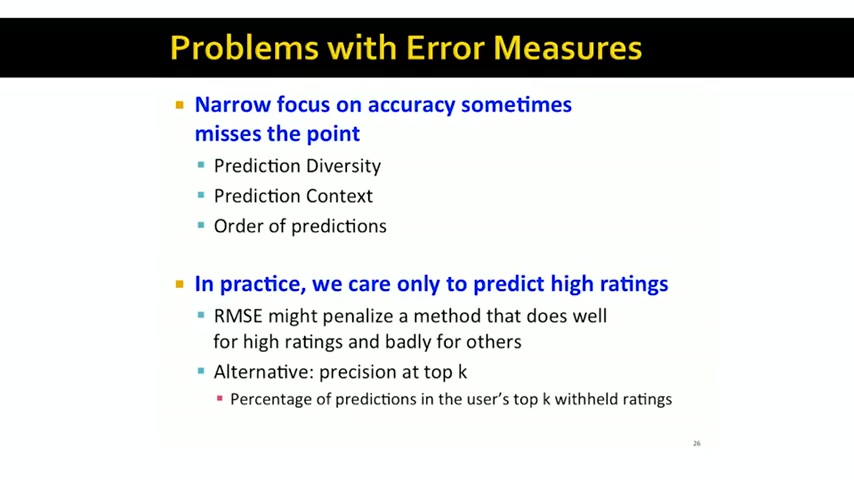 Problems with Error Measures
Narrow focus on accuracy sometimes
misses the point
Prediction Diversity
Prediction Context
Order of predictions
In practice, we care only to predict high ratings
RMSE might penalize a method that does well
for high ratings and badly for others
Alternative: precision at top k
Percentage of predictions in the user's top k withheld ratings
26